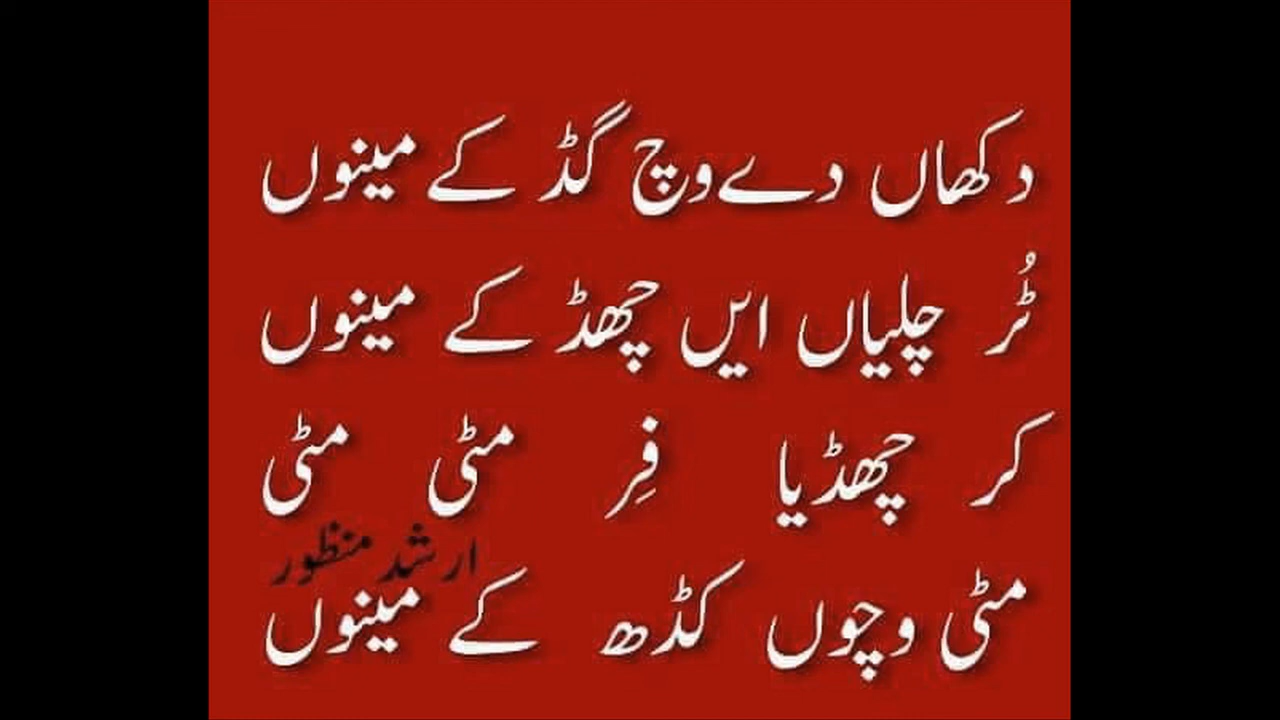 دکھاں دے وچ گڈ کے مینوں
ٹُر چلیاں ایں چھڈ کے مینوں
کر چھڈیا فِر مٹی مٹی
ارشد منظور
مٹی وچوں کڈھ کے مینوں